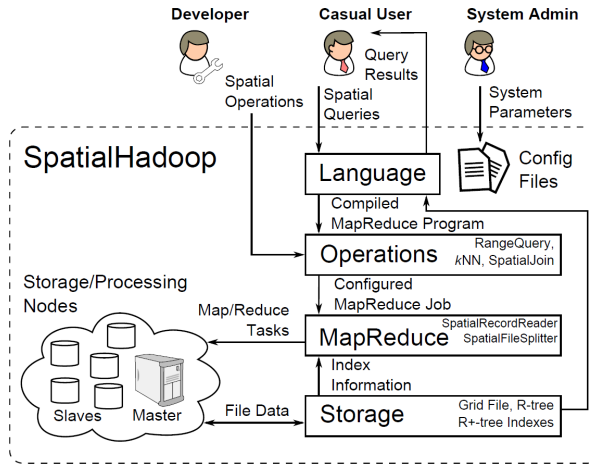 Developer
Casual User
System Admin
Query
Results
Spatial
Operations
Spatial
Queries
System
Parameters
SpatialHadoop
Language
Config
Files
Compiled
MapReduce Program
Operations
RangeQuery,
kNN, SpatialJoin
Storage/Processing
Nodes
Configured
MapReduce Job
Map/Reduce
Tasks
MapReduce
SpatialRecordReader
SpatialFileSplitter
Index
Information
Slaves
Master
File Data
Storage
Grid File, R-tree
R+-tree Indexes